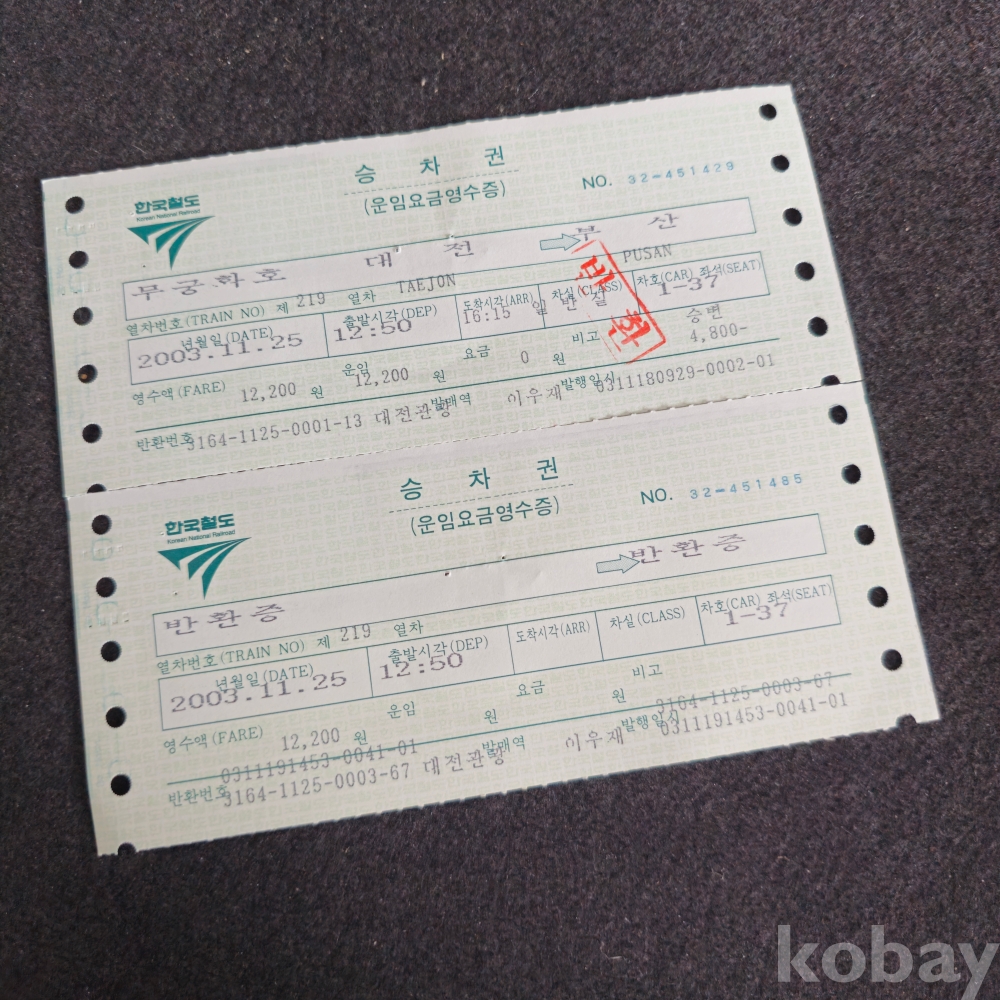 승 차 권
(운임요금영수증)
NO. 32-451429
한국철도
Korean National Railroad
무궁화호 대 전 부 산
열차번호(TRAIN NO) 제 219 열차 TAEJON PUSAN
년월일(DATE) 출발시각(DEP) 도착시각(ARR) 차실(CLASS) 차호(CAR) 좌석(SEAT)
2003.11.25 12:50 16:15 일 반 실 1-37
반환
영수액(FARE) 12,200 원 운임 12,200 원 요금 0 원 비고 승변 4,800-
반환번호 3164-1125-0001-13 대전관광 발매역 이우재 발행일시 0311180929-0002-01
승 차 권
(운임요금영수증)
NO. 32-451485
한국철도
Korean National Railroad
반환증 반환증
열차번호(TRAIN NO) 제 219 열차
년월일(DATE) 출발시각(DEP) 도착시각(ARR) 차실(CLASS) 차호(CAR) 좌석(SEAT)
2003.11.25 12:50 1-37
영수액(FARE) 12,200 원 운임 원 요금 원 비고
0311191453-0041-01 3164-1125-0003-67
반환번호 3164-1125-0003-67 대전관광 발매역 이우재 발행일시 0311191453-0041-01
kobay